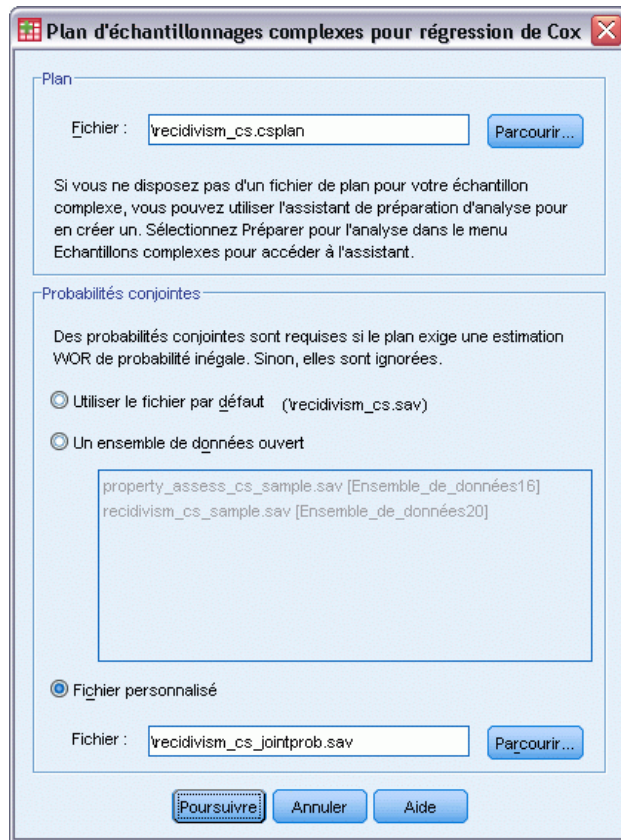 Plan d'échantillonnages complexes pour régression de Cox
Plan
Fichier : \recidivism_cs.csplan Parcourir...
Si vous ne disposez pas d'un fichier de plan pour votre échantillon
complexe, vous pouvez utiliser l'assistant de préparation d'analyse pour
en créer un. Sélectionnez Préparer pour l'analyse dans le menu
Echantillons complexes pour accéder à l'assistant.
Probabilités conjointes
Des probabilités conjointes sont requises si le plan exige une estimation
WOR de probabilité inégale. Sinon, elles sont ignorées.
Utiliser le fichier par défaut (\recidivism_cs.sav)
Un ensemble de données ouvert
property_assess_cs_sample.sav [Ensemble_de_données16]
recidivism_cs_sample.sav [Ensemble_de_données20]
Fichier personnalisé
Fichier : \recidivism_cs_jointprob.sav Parcourir...
Poursuivre Annuler Aide